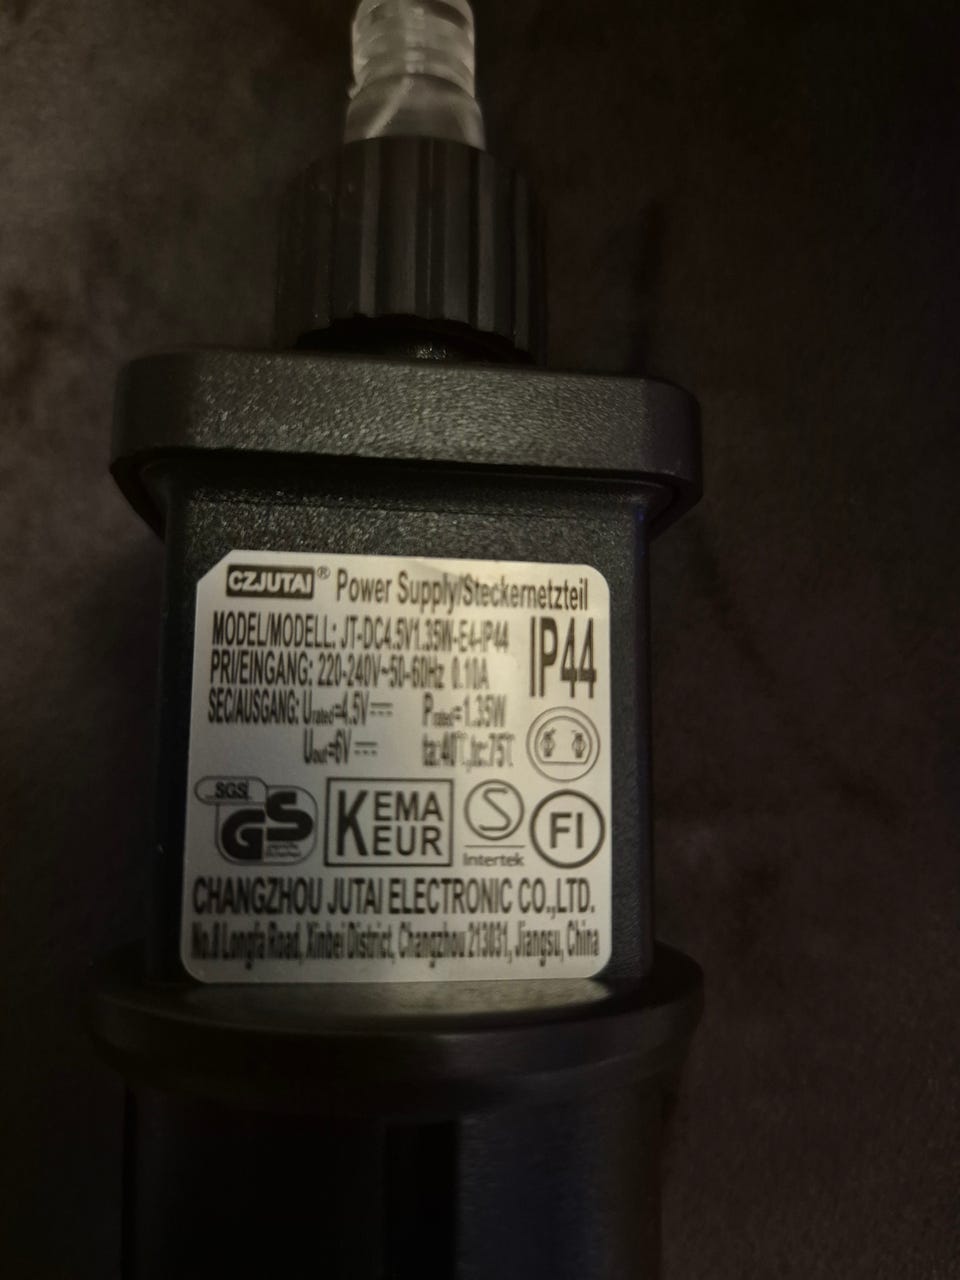 CZJUTAI® Power Supply/Steckernetzteil
MODEL/MODELL: JT-DC4.5V1.35W-E4-IP44
IP44
PRI/EINGANG: 220-240V~50-60Hz 0.10A
SEC/AUSGANG: Urated=4.5V⎓ Prated=1.35W
Uout=6V⎓ ta:40℃,tc:75℃
SGS
GS
geprüfte
Sicherheit
KEMA
KEUR
S
Intertek
FI
CHANGZHOU JUTAI ELECTRONIC CO.,LTD.
No.8 Longfa Road, Xinbei District, Changzhou 213031, Jiangsu, China